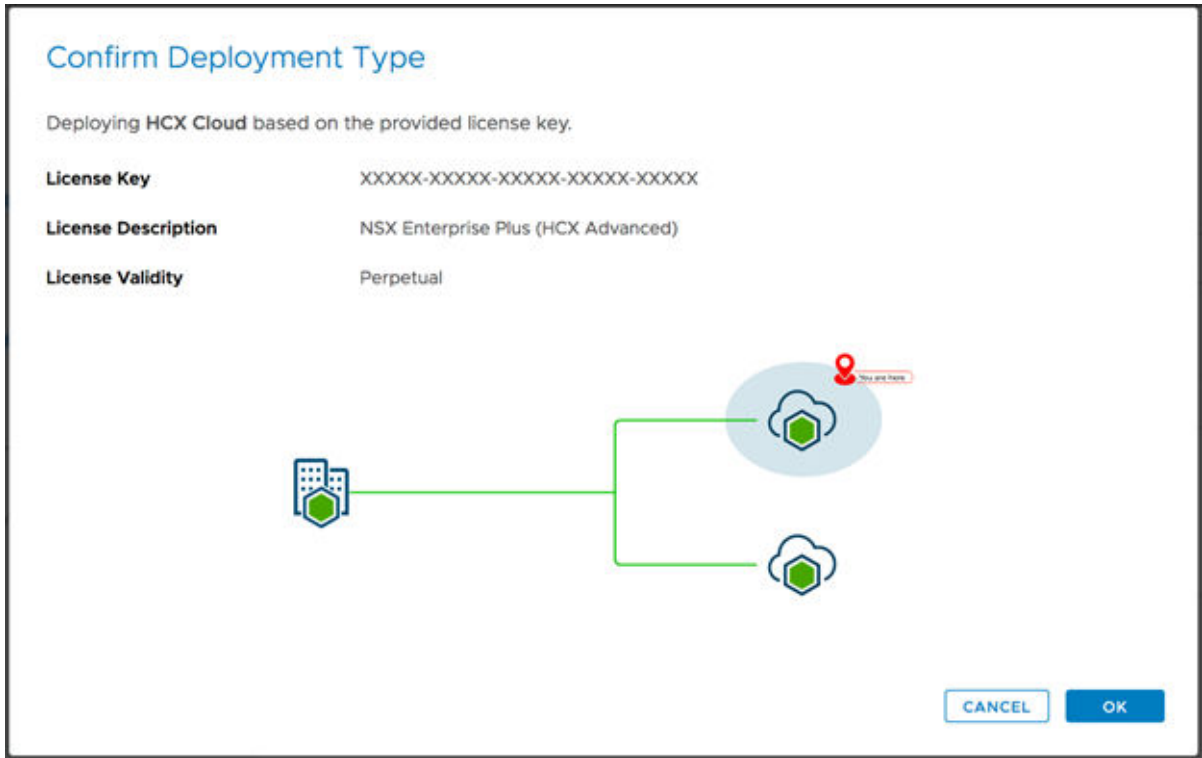 Confirm Deployment Type
Deploying HCX Cloud based on the provided license key.
License Key XXXXX-XXXXX-XXXXX-XXXXX-XXXXX
License Description NSX Enterprise Plus (HCX Advanced)
License Validity Perpetual
You are here
CANCEL OK